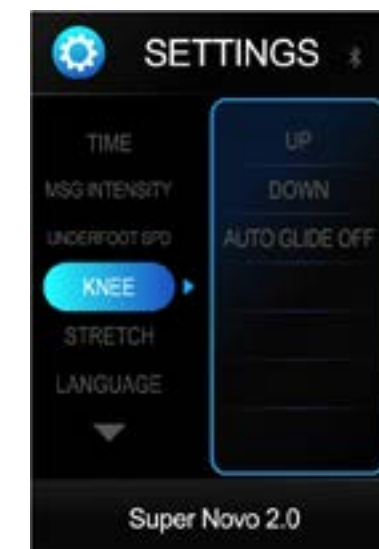 SETTINGS
TIME
MSG INTENSITY
UNDERFOOT SPD
KNEE
STRETCH
LANGUAGE
UP
DOWN
AUTO GLIDE OFF
Super Novo 2.0